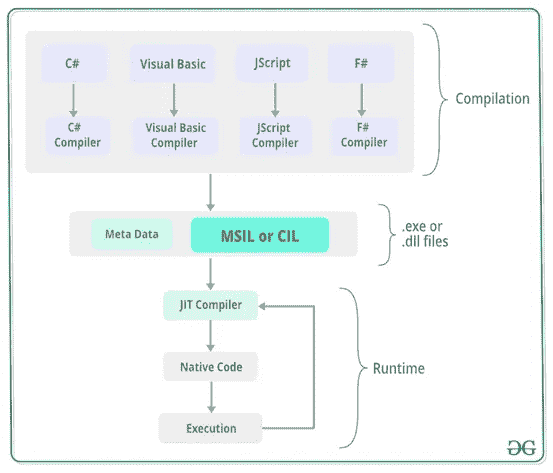 C#
Visual Basic
JScript
F#
C#
Compiler
Visual Basic
Compiler
JScript
Compiler
F#
Compiler
Compilation
Meta Data
MSIL or CIL
.exe or
.dll files
JIT Compiler
Native Code
Execution
Runtime